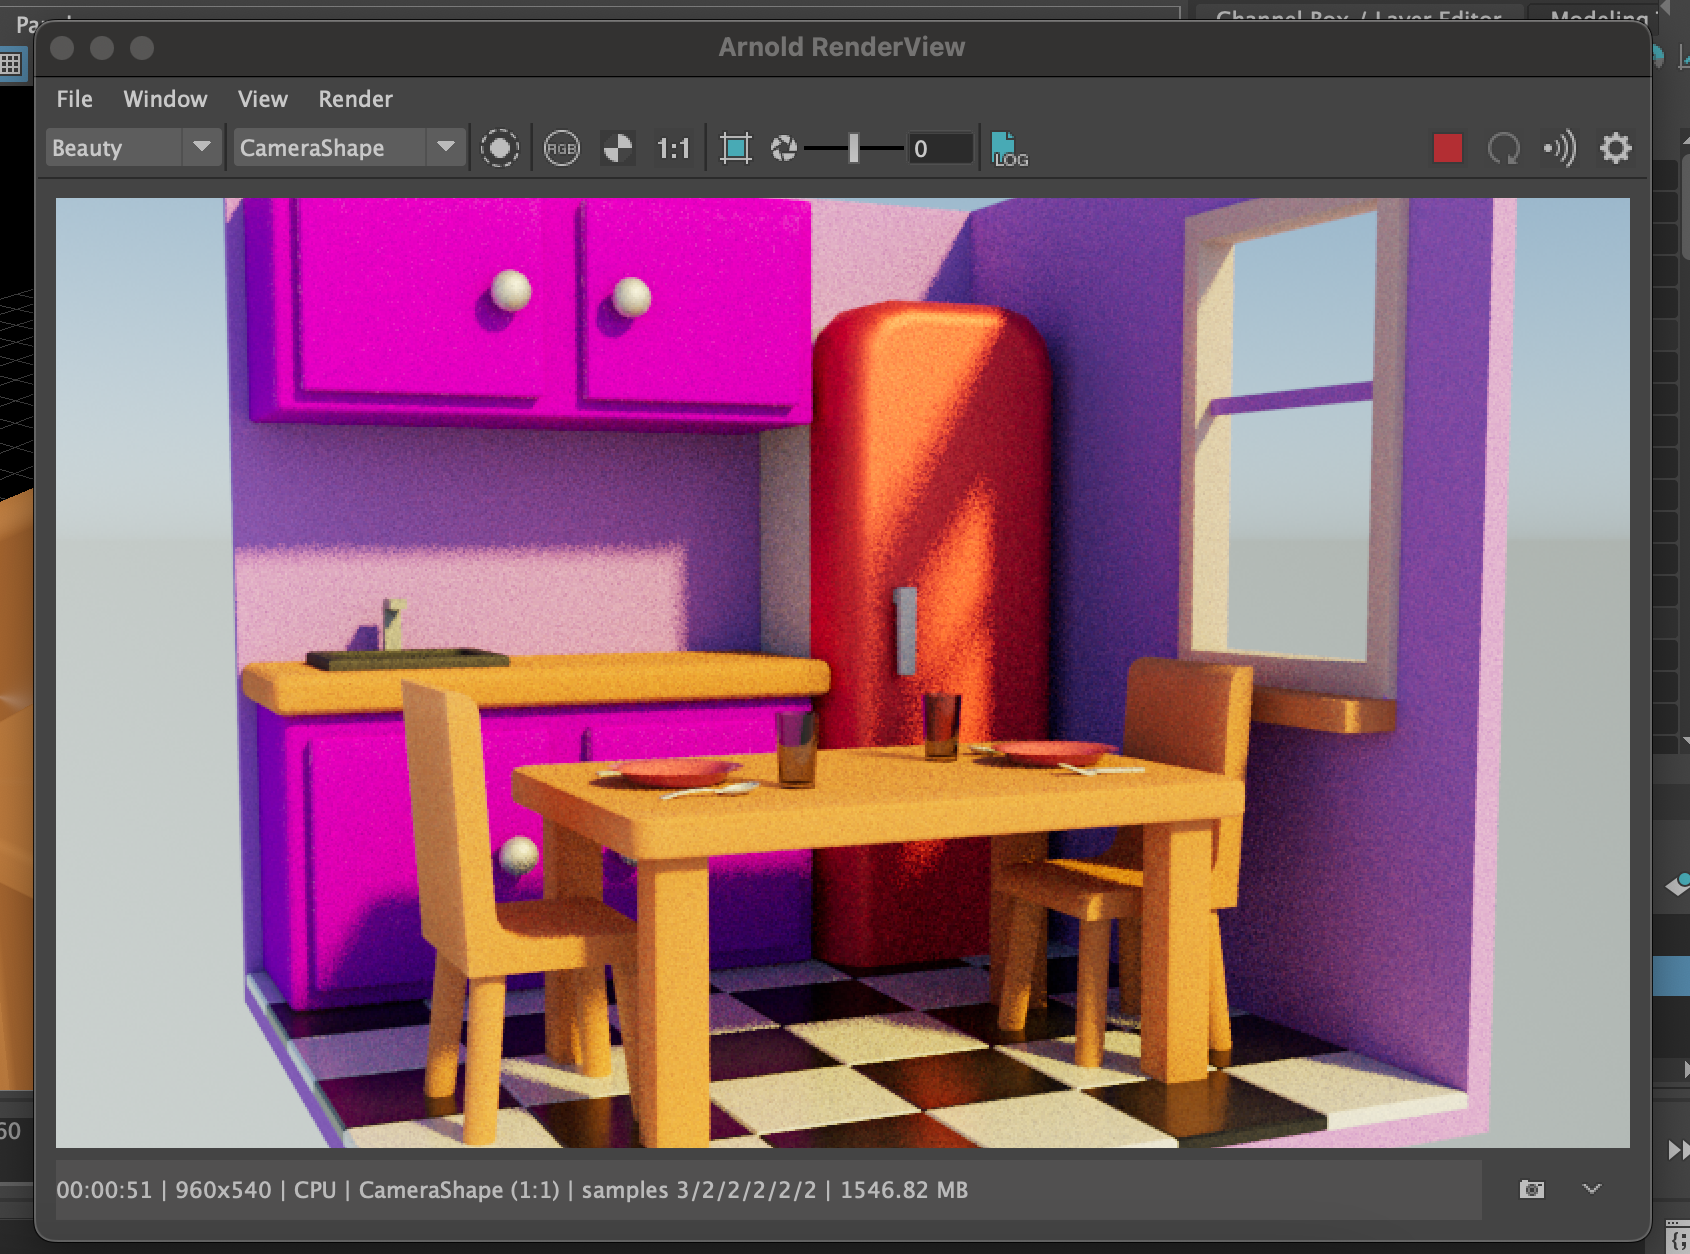 Arnold RenderView
File Window View Render
Beauty CameraShape RGB 1:1 0 LOG
00:00:51 | 960x540 | CPU | CameraShape (1:1) | samples 3/2/2/2/2/2 | 1546.82 MB